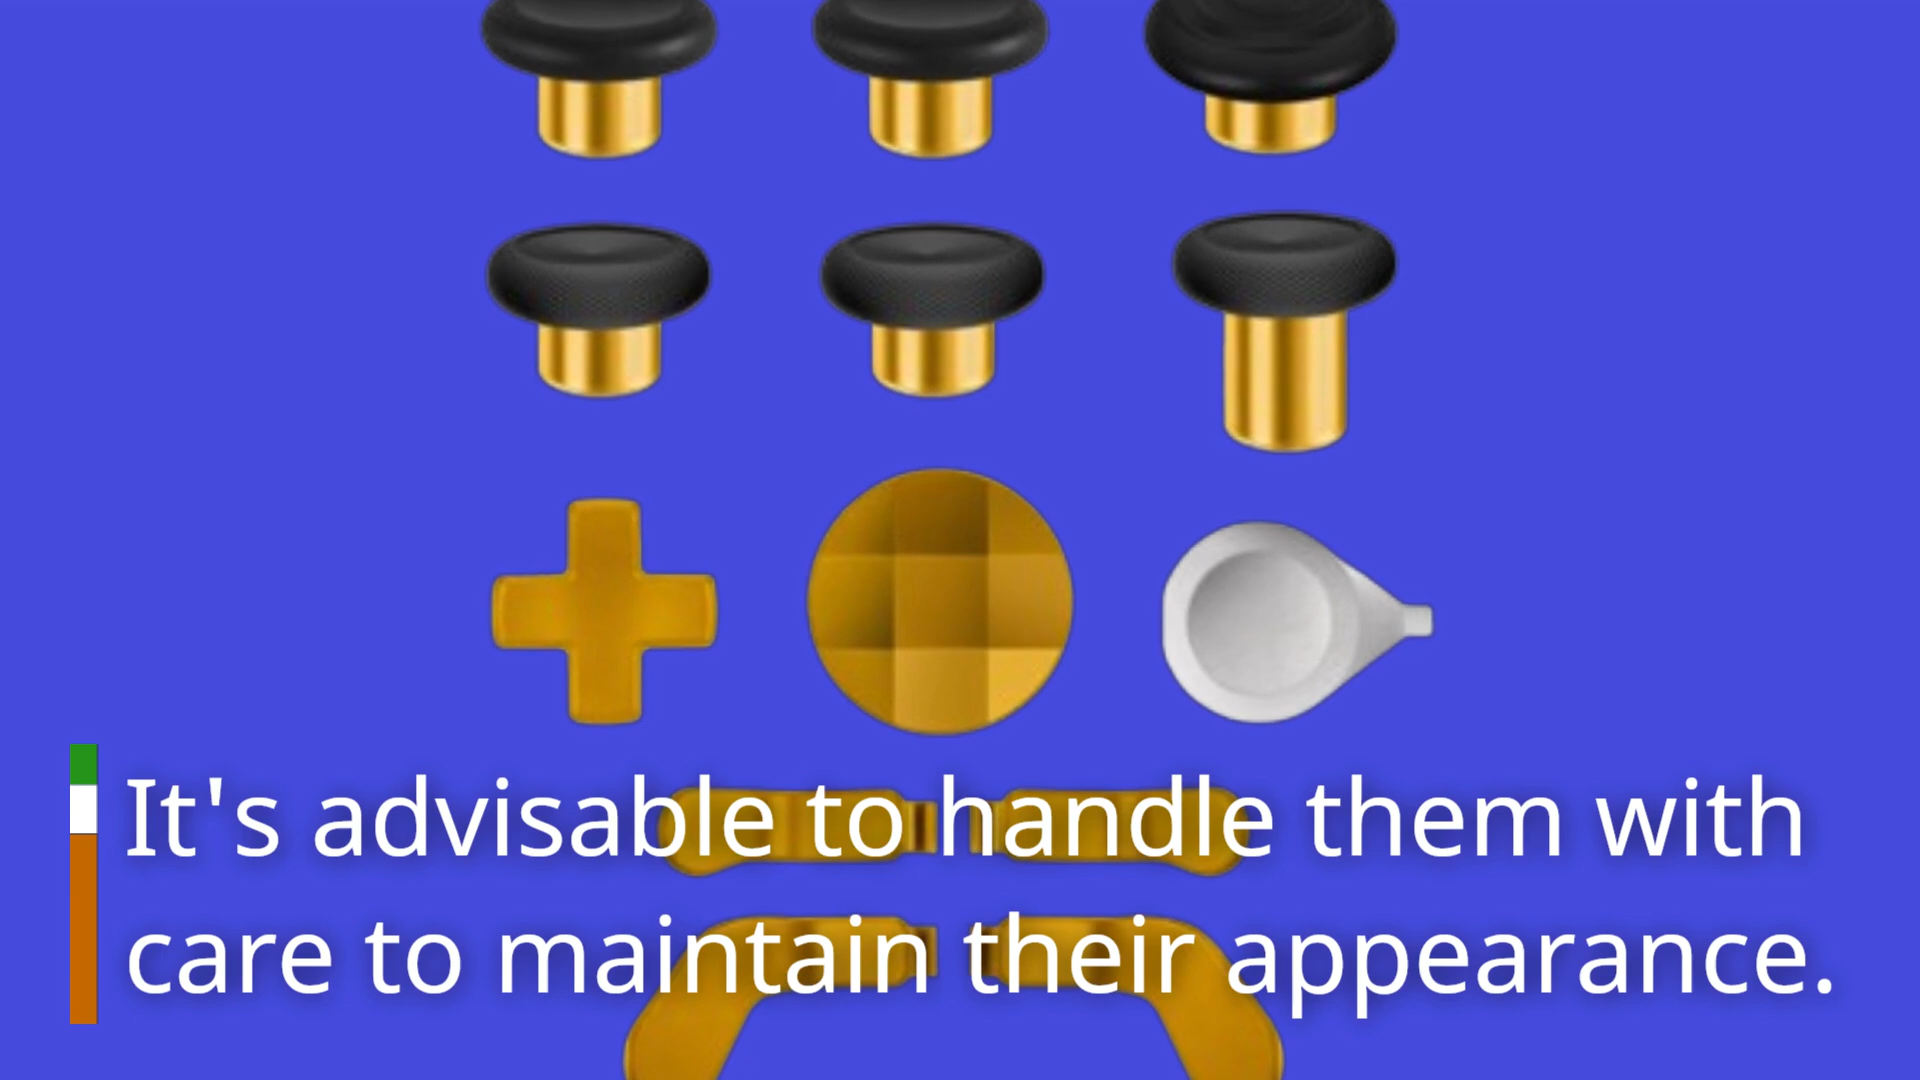 It's advisable to handle them with
care to maintain their appearance.